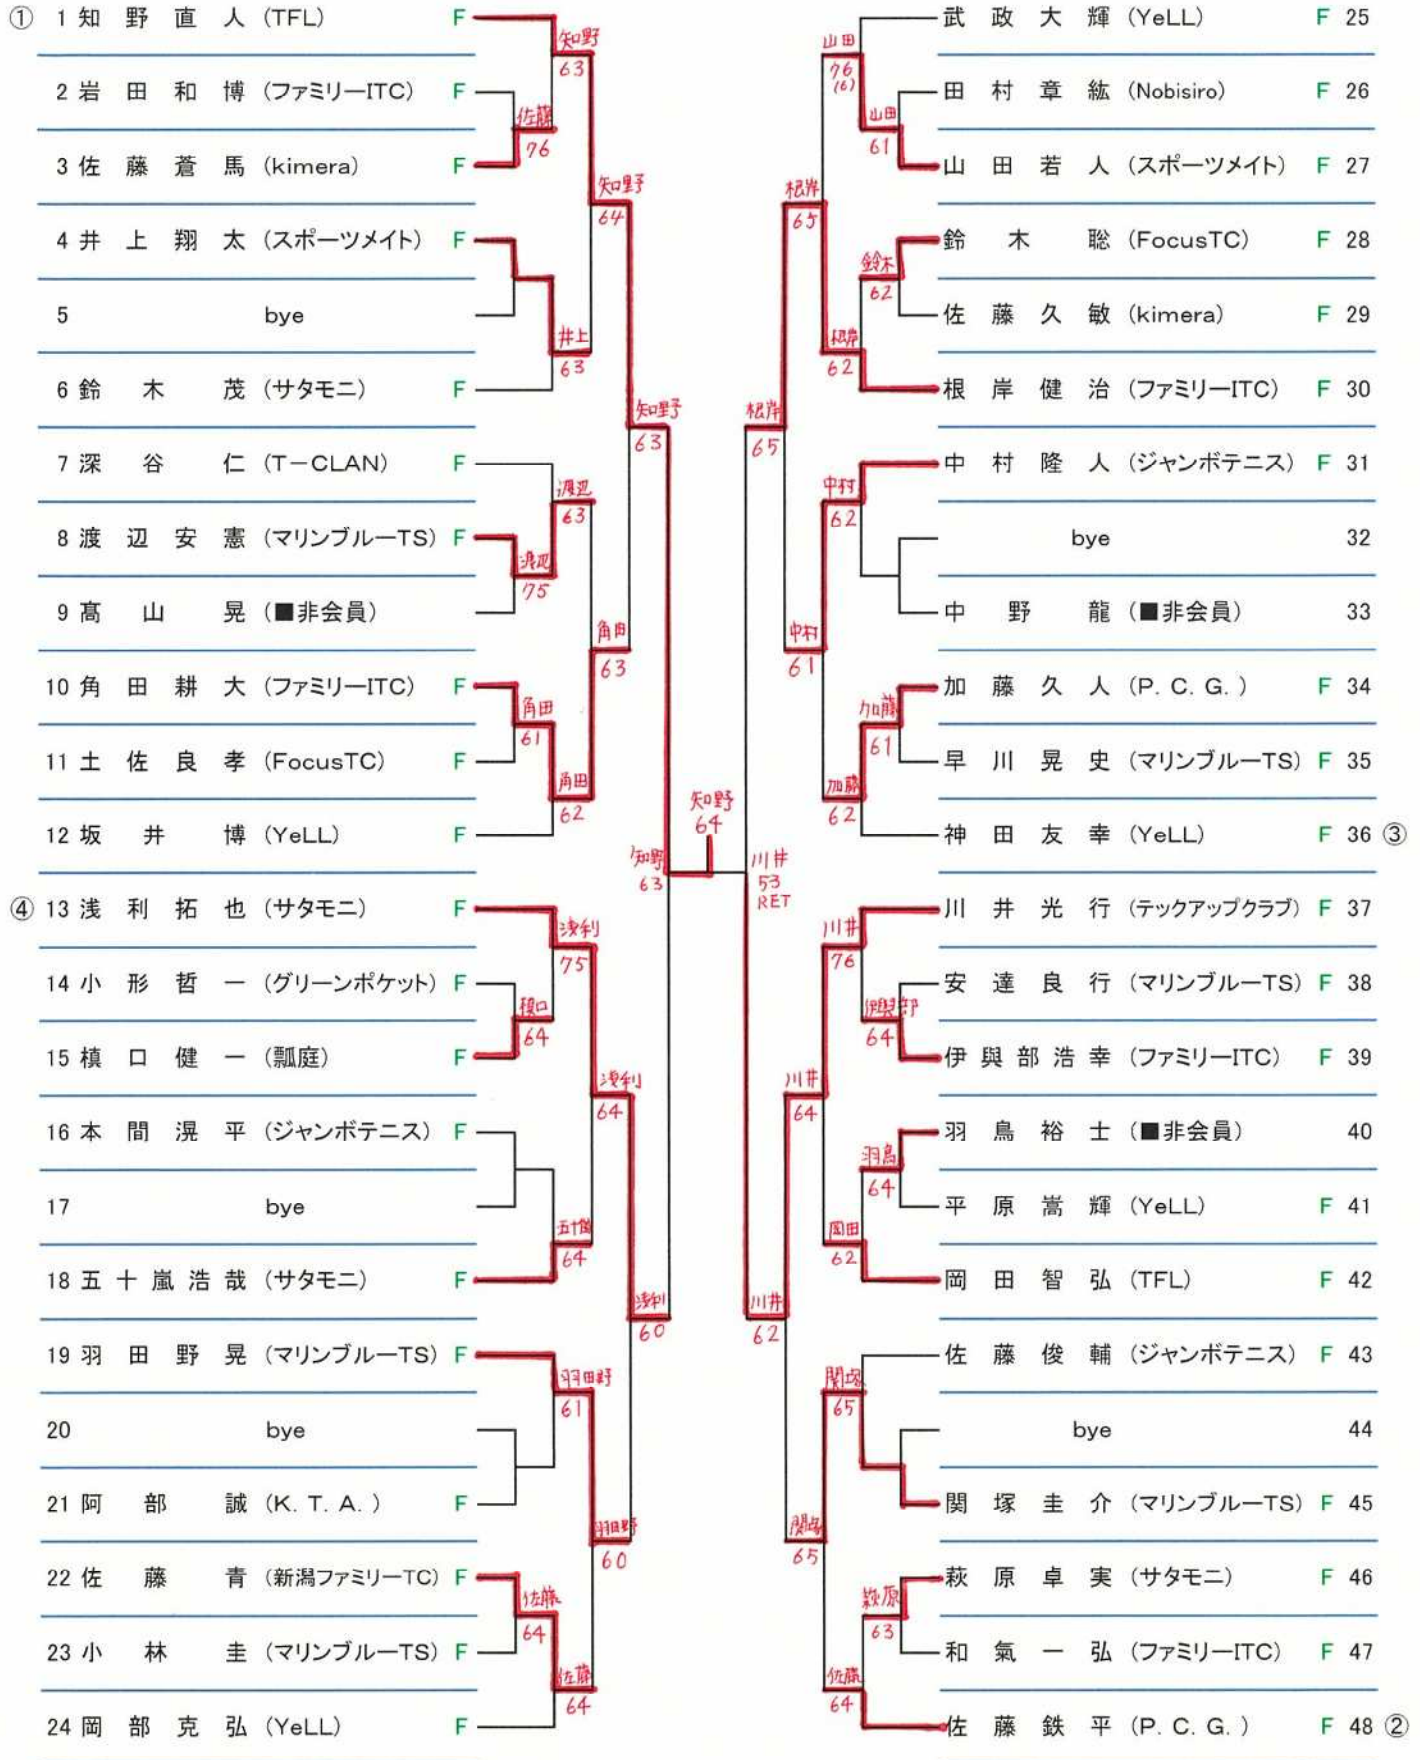 ① 1 知野直人 (TFL) F
2 岩田和博 (ファミリーITC) F
3 佐藤蒼馬 (kimera) F
4 井上翔太 (スポーツメイト) F
5 bye
6 鈴木茂 (サタモニ) F
7 深谷仁 (T-CLAN) F
8 渡辺安憲 (マリンブルーTS) F
9 髙山晃 (■非会員)
10 角田耕大 (ファミリーITC) F
11 土佐良孝 (FocusTC) F
12 坂井博 (YeLL) F
④ 13 浅利拓也 (サタモニ) F
14 小形哲一 (グリーンポケット) F
15 槙口健一 (瓢庭) F
16 本間滉平 (ジャンボテニス) F
17 bye
18 五十嵐浩哉 (サタモニ) F
19 羽田野晃 (マリンブルーTS) F
20 bye
21 阿部誠 (K. T. A. ) F
22 佐藤青 (新潟ファミリーTC) F
23 小林圭 (マリンブルーTS) F
24 岡部克弘 (YeLL) F
知野
63
佐藤
76
知野
64
井上
63
知野
63
渡辺
63
渡辺
75
角田
63
角田
61
角田
62
知野
63
浅利
75
槙口
64
浅利
64
五十嵐
64
浅利
60
羽田野
61
羽田野
60
佐藤
64
佐藤
64
知野
64
川井
53
RET
山田
76
(6)
山田
61
根岸
65
鈴木
62
根岸
62
根岸
65
中村
62
中村
61
加藤
61
加藤
62
川井
76
伊與部
64
川井
64
羽鳥
64
岡田
62
川井
62
関塚
65
関塚
65
萩原
63
佐藤
64
武政大輝 (YeLL) F 25
田村章紘 (Nobisiro) F 26
山田若人 (スポーツメイト) F 27
鈴木聡 (FocusTC) F 28
佐藤久敏 (kimera) F 29
根岸健治 (ファミリーITC) F 30
中村隆人 (ジャンボテニス) F 31
bye 32
中野龍 (■非会員) 33
加藤久人 (P. C. G. ) F 34
早川晃史 (マリンブルーTS) F 35
神田友幸 (YeLL) F 36 ③
川井光行 (テックアップクラブ) F 37
安達良行 (マリンブルーTS) F 38
伊與部浩幸 (ファミリーITC) F 39
羽鳥裕士 (■非会員) 40
平原嵩輝 (YeLL) F 41
岡田智弘 (TFL) F 42
佐藤俊輔 (ジャンボテニス) F 43
bye 44
関塚圭介 (マリンブルーTS) F 45
萩原卓実 (サタモニ) F 46
和氣一弘 (ファミリーITC) F 47
佐藤鉄平 (P. C. G. ) F 48 ②